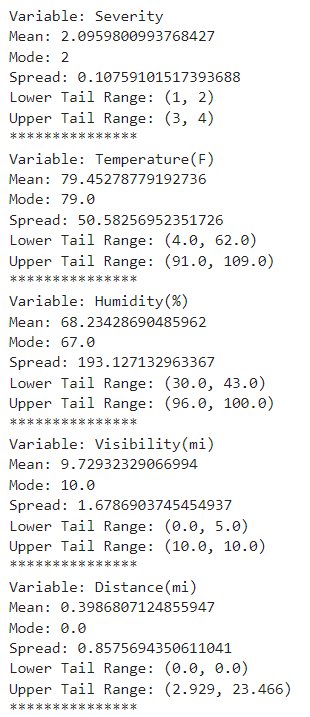 Variable: Severity
Mean: 2.0959800993768427
Mode: 2
Spread: 0.10759101517393688
Lower Tail Range: (1, 2)
Upper Tail Range: (3, 4)
***************
Variable: Temperature(F)
Mean: 79.45278779192736
Mode: 79.0
Spread: 50.58256952351726
Lower Tail Range: (4.0, 62.0)
Upper Tail Range: (91.0, 109.0)
***************
Variable: Humidity(%)
Mean: 68.23428690485962
Mode: 67.0
Spread: 193.127132963367
Lower Tail Range: (30.0, 43.0)
Upper Tail Range: (96.0, 100.0)
***************
Variable: Visibility(mi)
Mean: 9.72932329066994
Mode: 10.0
Spread: 1.6786903745454937
Lower Tail Range: (0.0, 5.0)
Upper Tail Range: (10.0, 10.0)
***************
Variable: Distance(mi)
Mean: 0.3986807124855947
Mode: 0.0
Spread: 0.8575694350611041
Lower Tail Range: (0.0, 0.0)
Upper Tail Range: (2.929, 23.466)
***************